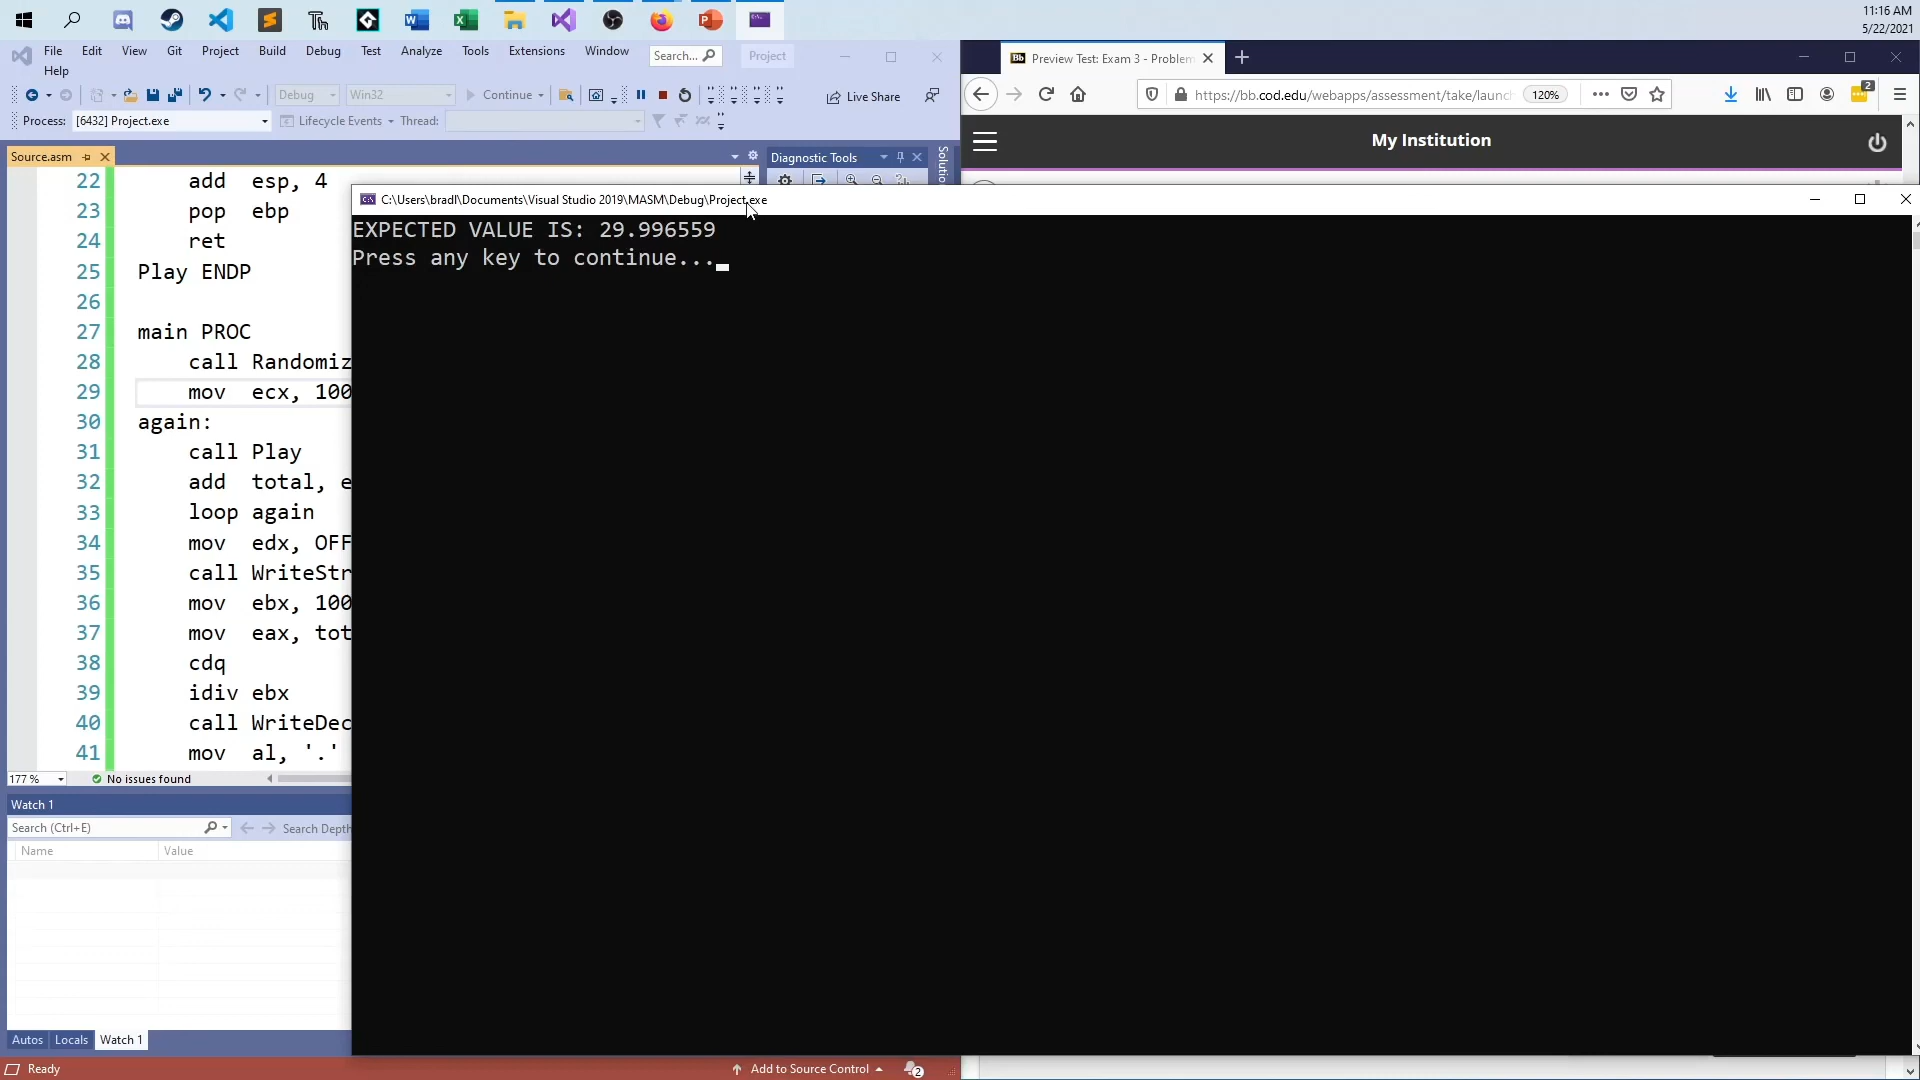 11:16 AM
5/22/2021
File Edit View Git Project Build Debug Test Analyze Tools Extensions Window Search... Project
Help
Debug Win32 Continue Live Share
Process: [6432] Project.exe Lifecycle Events Thread:
Source.asm
Diagnostic Tools
22 add esp, 4
23 pop ebp
24 ret
25 Play ENDP
26
27 main PROC
28 call Randomiz
29 mov ecx, 100
30 again:
31 call Play
32 add total, e
33 loop again
34 mov edx, OFF
35 call WriteStr
36 mov ebx, 100
37 mov eax, tot
38 cdq
39 idiv ebx
40 call WriteDec
41 mov al, '.'
177 % No issues found
Watch 1
Search (Ctrl+E) Search Depth
Name Value
Autos Locals Watch 1
Ready Add to Source Control 2
Preview Test: Exam 3 - Problem
https://bb.cod.edu/webapps/assessment/take/launc 120% 2
My Institution
C:\Users\bradl\Documents\Visual Studio 2019\MASM\Debug\Project.exe
EXPECTED VALUE IS: 29.996559
Press any key to continue...